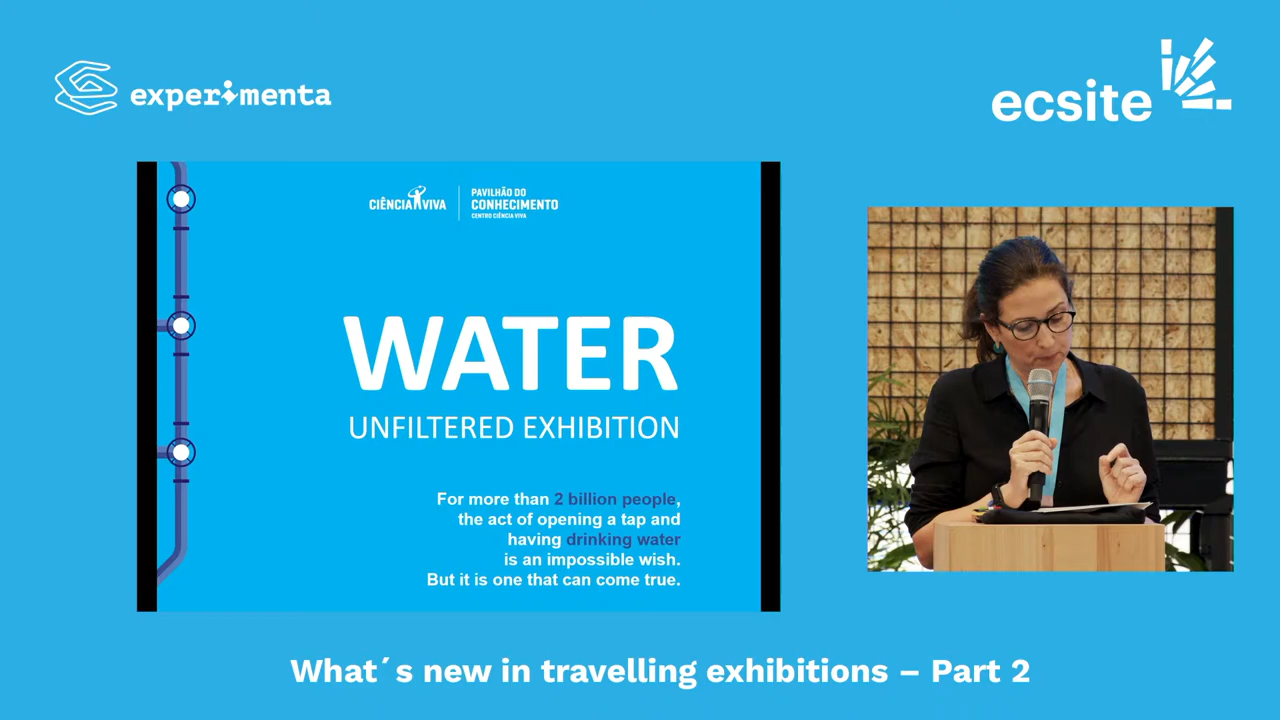 experimenta
ecsite
CIÊNCIA VIVA
PAVILHÃO DO
CONHECIMENTO
CENTRO CIÊNCIA VIVA
WATER
UNFILTERED EXHIBITION
For more than 2 billion people,
the act of opening a tap and
having drinking water
is an impossible wish.
But it is one that can come true.
What´s new in travelling exhibitions – Part 2